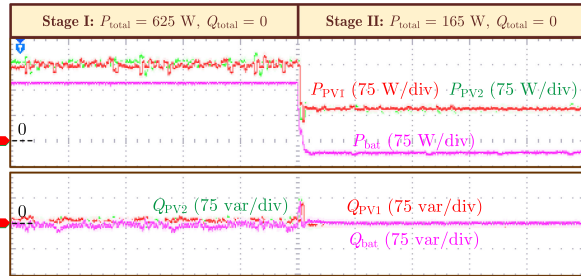 Stage I: P_total = 625 W, Q_total = 0
Stage II: P_total = 165 W, Q_total = 0
P_PV1 (75 W/div) P_PV2 (75 W/div)
0
P_bat (75 W/div)
Q_PV2 (75 var/div) Q_PV1 (75 var/div)
0
Q_bat (75 var/div)